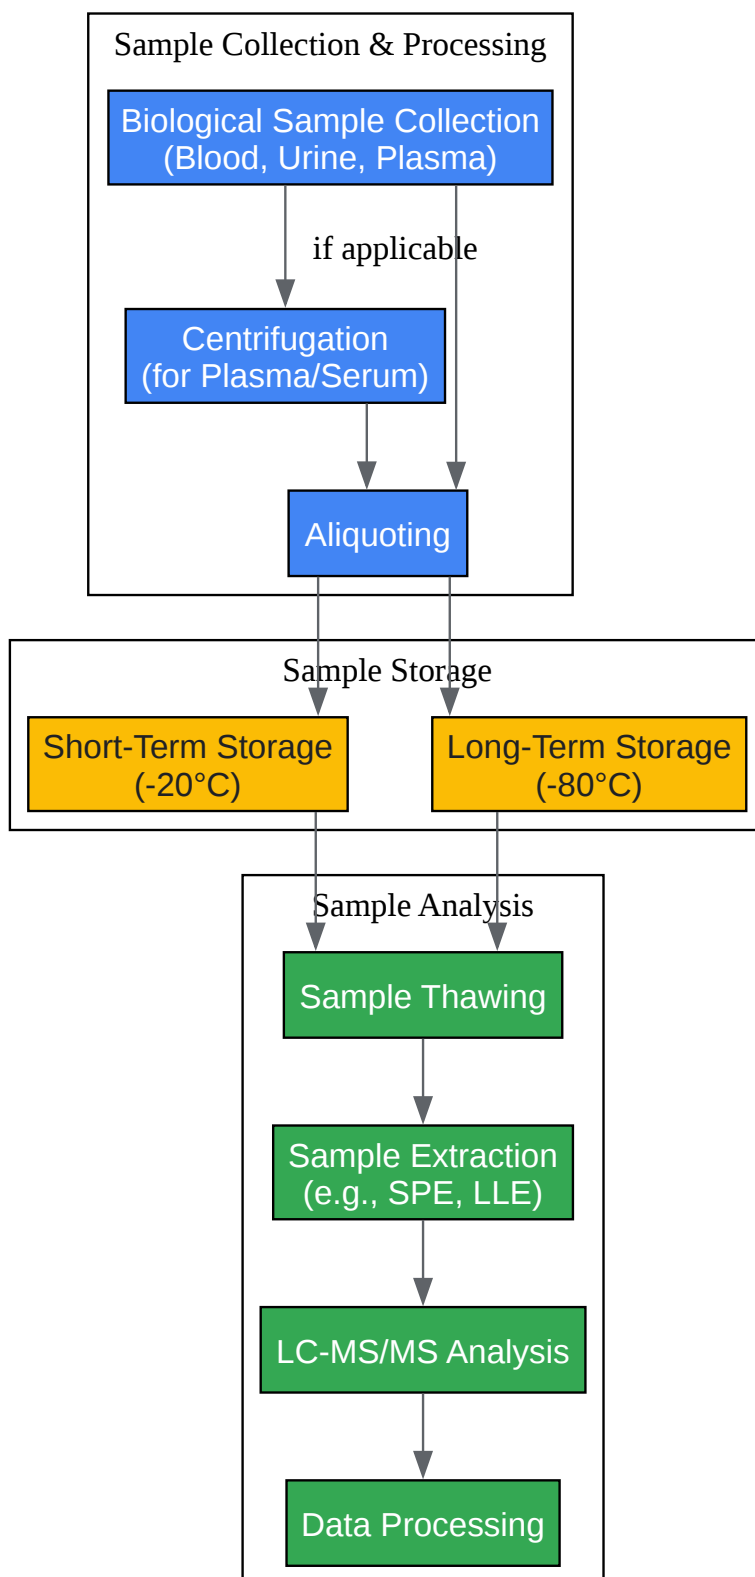 Sample Collection & Processing
Biological Sample Collection
(Blood, Urine, Plasma)
if applicable
Centrifugation
(for Plasma/Serum)
Aliquoting
Sample Storage
Short-Term Storage
(-20°C)
Long-Term Storage
(-80°C)
Sample Analysis
Sample Thawing
Sample Extraction
(e.g., SPE, LLE)
LC-MS/MS Analysis
Data Processing